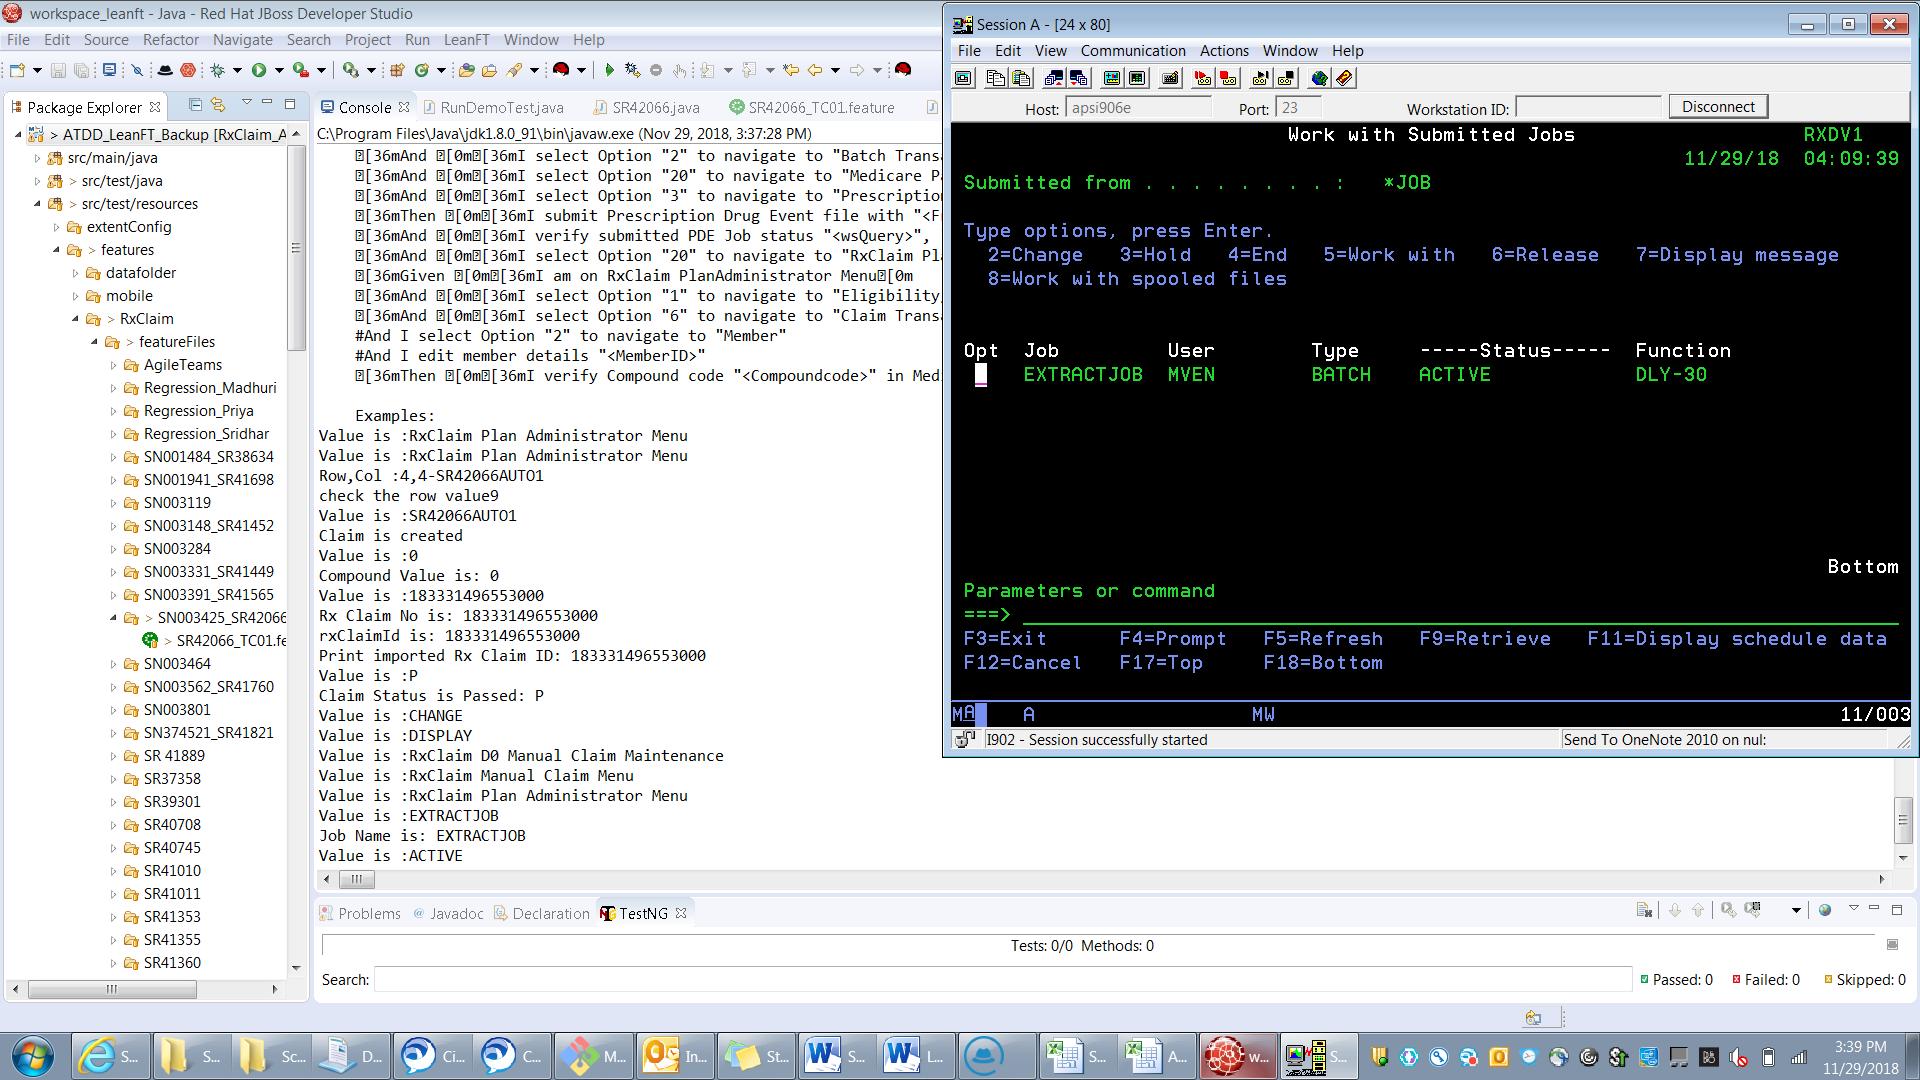 workspace_leanft - Java - Red Hat JBoss Developer Studio
File Edit Source Refactor Navigate Search Project Run LeanFT Window Help
Package Explorer
> ATDD_LeanFT_Backup [RxClaim_A
src/main/java
> src/test/java
> src/test/resources
extentConfig
> features
datafolder
mobile
> RxClaim
> featureFiles
AgileTeams
Regression_Madhuri
Regression_Priya
Regression_Sridhar
SN001484_SR38634
SN001941_SR41698
SN003119
SN003148_SR41452
SN003284
SN003331_SR41449
SN003391_SR41565
> SN003425_SR42066
> SR42066_TC01.fe
SN003464
SN003562_SR41760
SN003801
SN374521_SR41821
SR 41889
SR37358
SR39301
SR40708
SR40745
SR41010
SR41011
SR41353
SR41355
SR41360
Console RunDemoTest.java SR42066.java SR42066_TC01.feature
C:\Program Files\Java\jdk1.8.0_91\bin\javaw.exe (Nov 29, 2018, 3:37:28 PM)
[36mAnd [0m[36mI select Option "2" to navigate to "Batch Transa
[36mAnd [0m[36mI select Option "20" to navigate to "Medicare Pa
[36mAnd [0m[36mI select Option "3" to navigate to "Prescription
[36mThen [0m[36mI submit Prescription Drug Event file with "<F
[36mAnd [0m[36mI verify submitted PDE Job status "<wsQuery>",
[36mAnd [0m[36mI select Option "20" to navigate to "RxClaim Pla
[36mGiven [0m[36mI am on RxClaim PlanAdministrator Menu[0m
[36mAnd [0m[36mI select Option "1" to navigate to "Eligibility,
[36mAnd [0m[36mI select Option "6" to navigate to "Claim Transa
#And I select Option "2" to navigate to "Member"
#And I edit member details "<MemberID>"
[36mThen [0m[36mI verify Compound code "<Compoundcode>" in Med
Examples:
Value is :RxClaim Plan Administrator Menu
Value is :RxClaim Plan Administrator Menu
Row,Col :4,4-SR42066AUTO1
check the row value9
Value is :SR42066AUTO1
Claim is created
Value is :0
Compound Value is: 0
Value is :183331496553000
Rx Claim No is: 183331496553000
rxClaimId is: 183331496553000
Print imported Rx Claim ID: 183331496553000
Value is :P
Claim Status is Passed: P
Value is :CHANGE
Value is :DISPLAY
Value is :RxClaim D0 Manual Claim Maintenance
Value is :RxClaim Manual Claim Menu
Value is :RxClaim Plan Administrator Menu
Value is :EXTRACTJOB
Job Name is: EXTRACTJOB
Value is :ACTIVE
Problems Javadoc Declaration TestNG
Tests: 0/0 Methods: 0
Search: Passed: 0 Failed: 0 Skipped: 0
Session A - [24 x 80]
File Edit View Communication Actions Window Help
Host: apsi906e Port: 23 Workstation ID: Disconnect
Work with Submitted Jobs RXDV1
11/29/18 04:09:39
Submitted from . . . . . . . . : *JOB
Type options, press Enter.
2=Change 3=Hold 4=End 5=Work with 6=Release 7=Display message
8=Work with spooled files
Opt Job User Type -----Status----- Function
EXTRACTJOB MVEN BATCH ACTIVE DLY-30
Bottom
Parameters or command
===>
F3=Exit F4=Prompt F5=Refresh F9=Retrieve F11=Display schedule data
F12=Cancel F17=Top F18=Bottom
MA A MW 11/003
I902 - Session successfully started Send To OneNote 2010 on nul:
S... S... Sc... D... Ci... C... M... In... St... S... L... S... A... w... S...
3:39 PM
11/29/2018